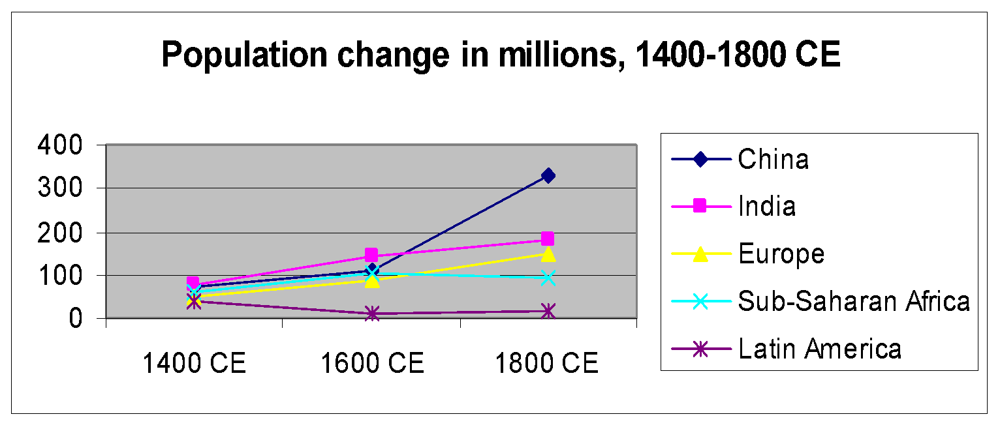 Population change in millions, 1400-1800 CE
400
300
200
100
0
1400 CE
1600 CE
1800 CE
China
India
Europe
Sub-Saharan Africa
Latin America